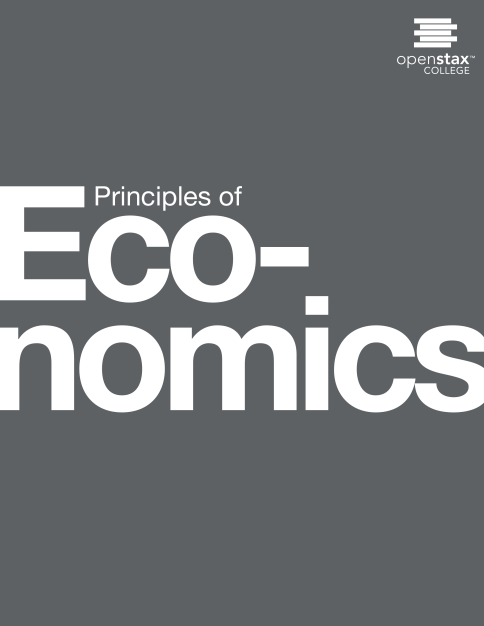 openstax™
COLLEGE
Principles of
Eco-
nomics